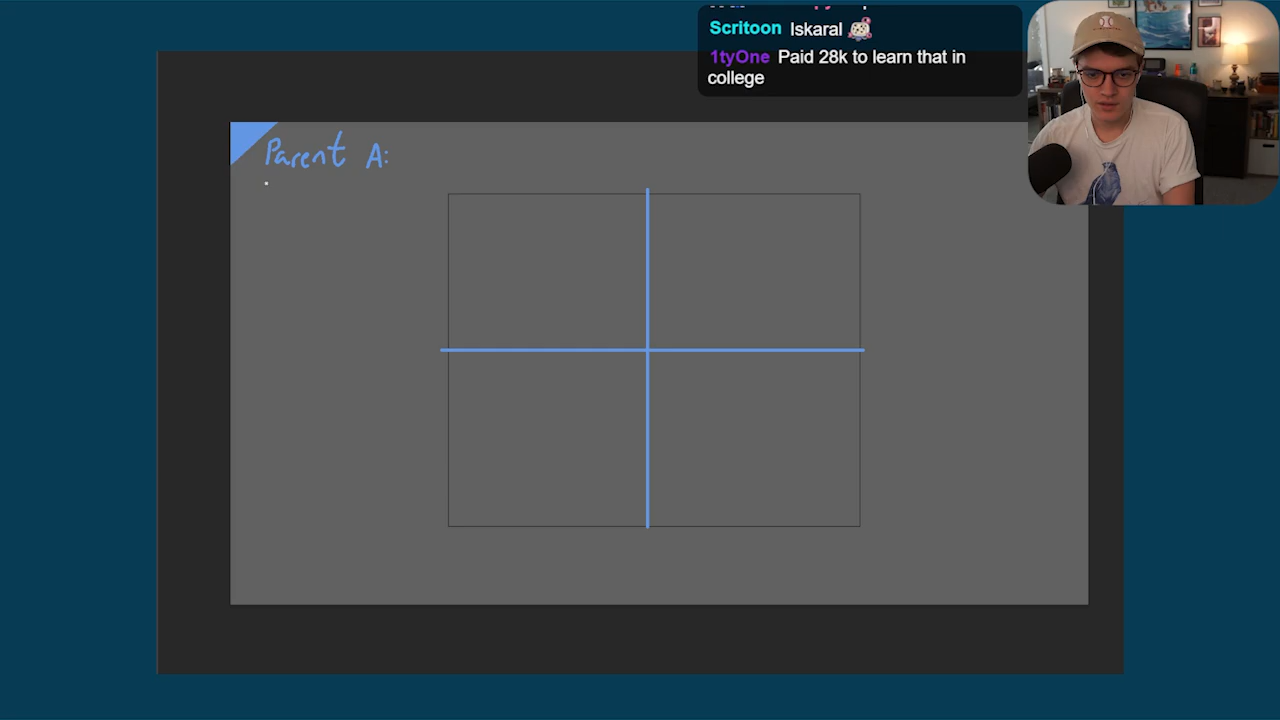 Scritoon Iskaral
1tyOne Paid 28k to learn that in
college
Parent A: